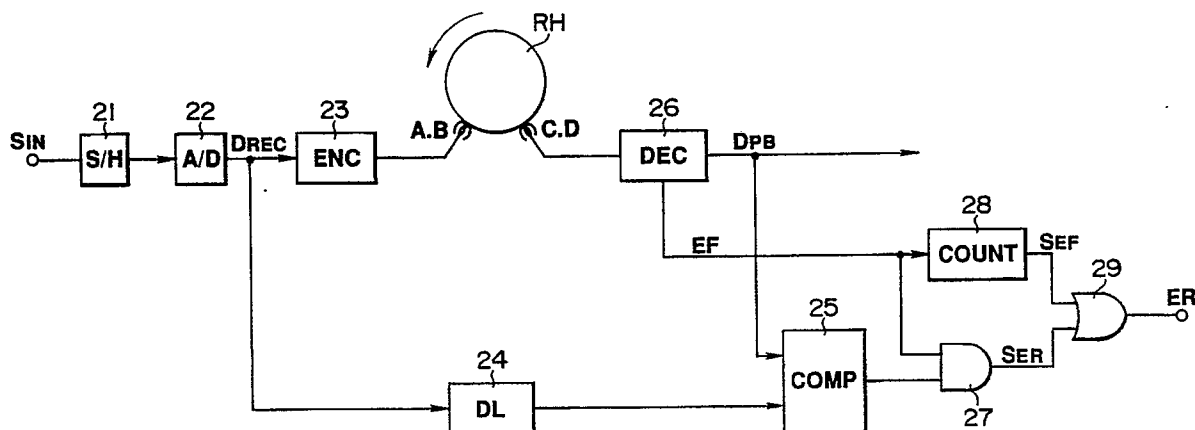 RH
21
22
23
26
SIN
S/H
A/D
DREC
ENC
A.B
C.D
DEC
DPB
EF
28
COUNT
SEF
29
ER
25
COMP
SER
27
24
DL